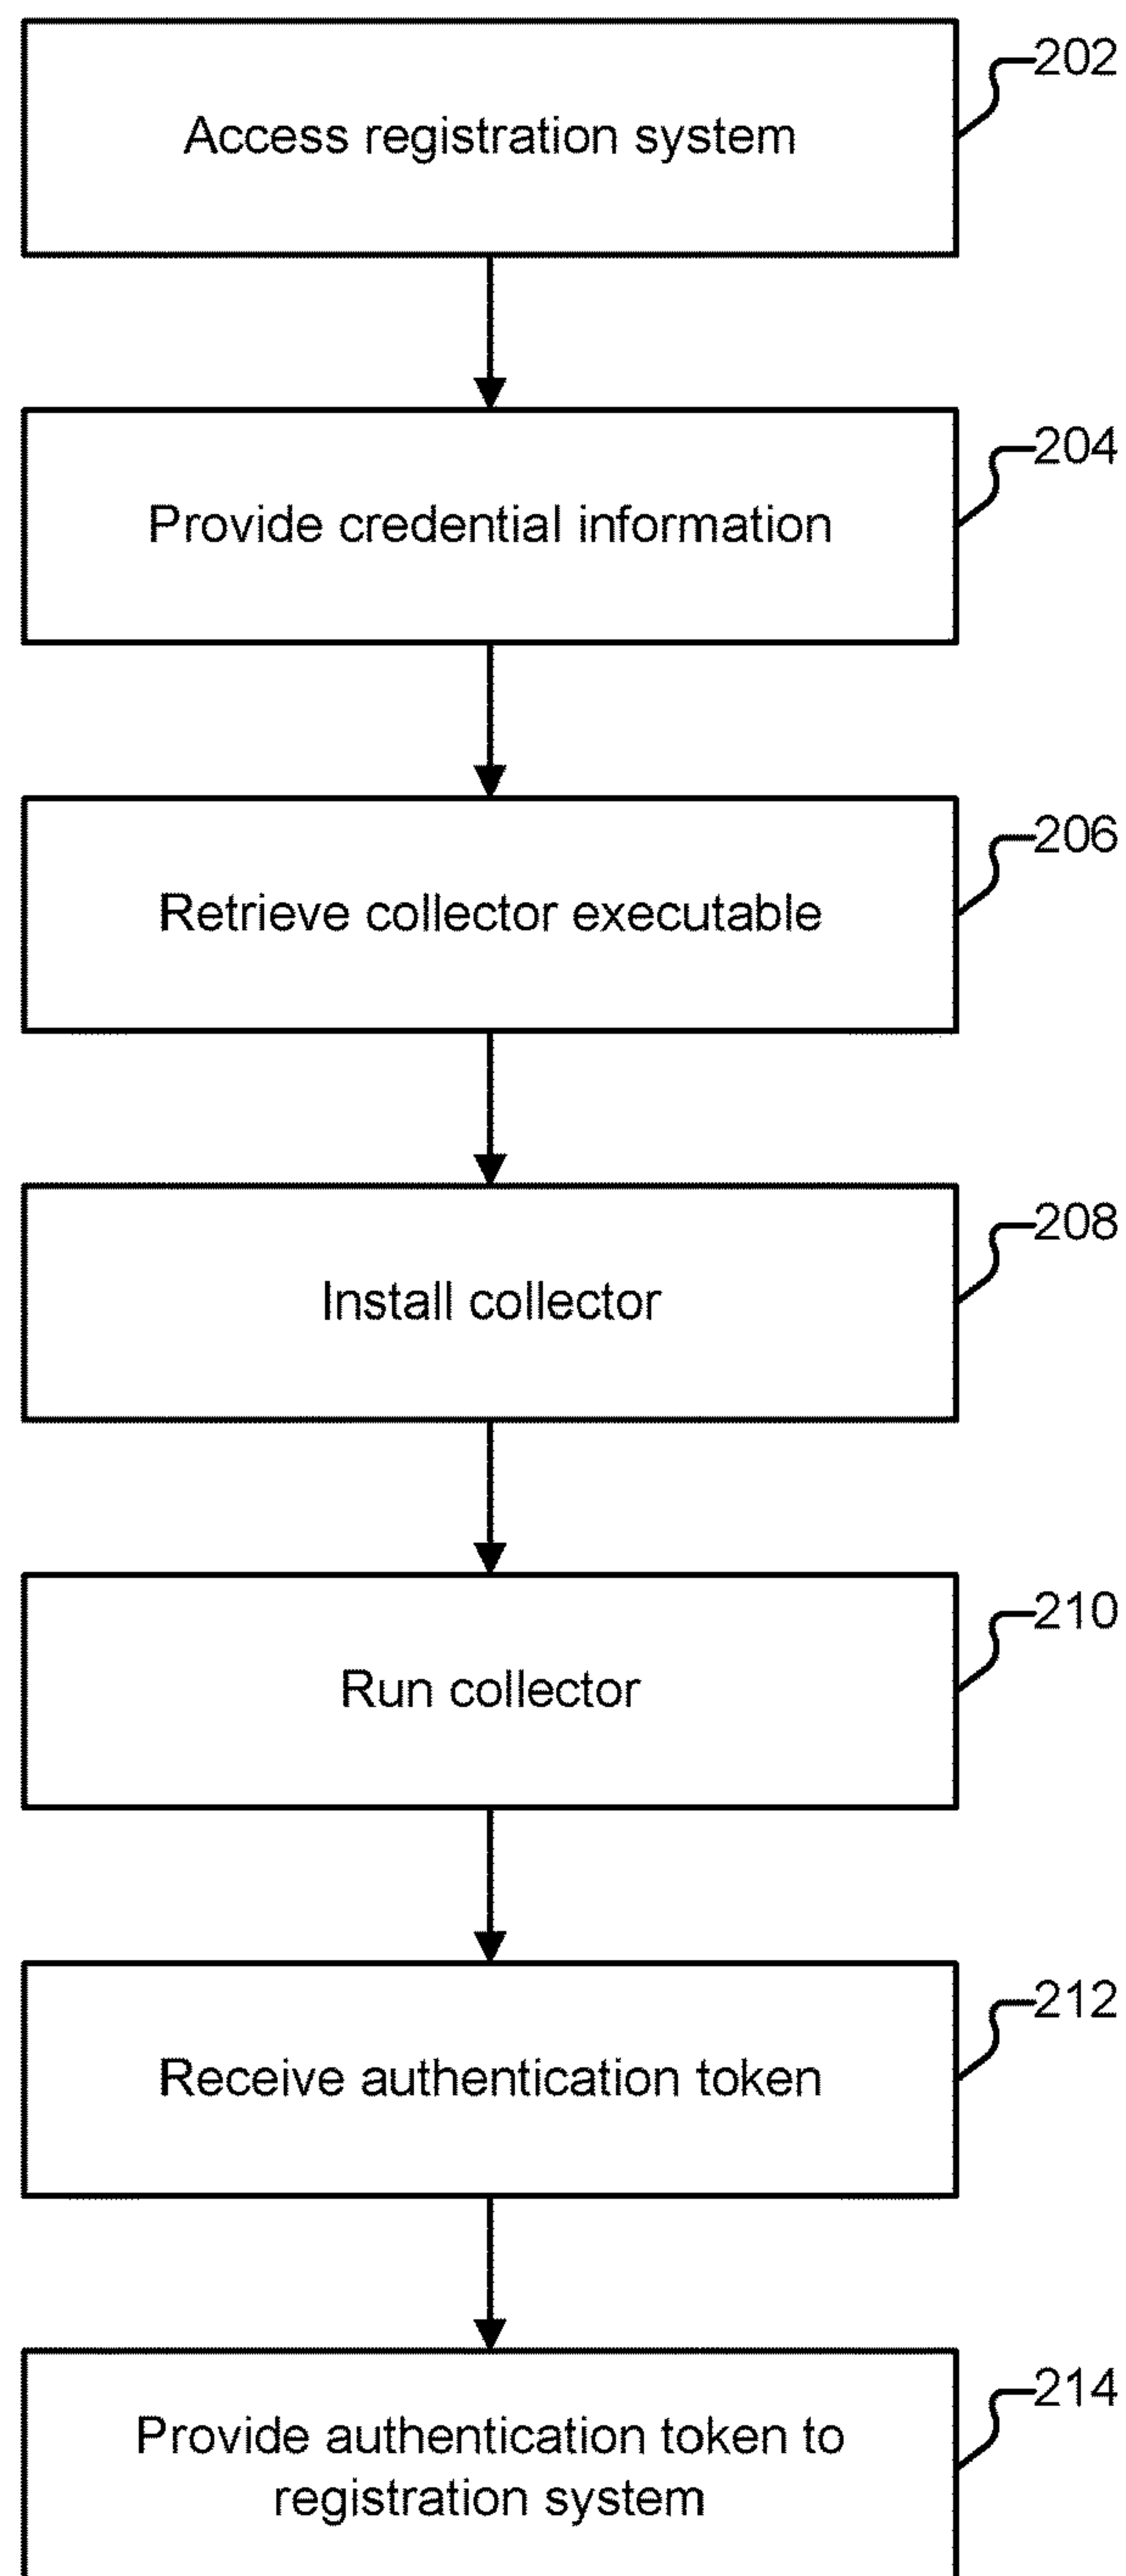 202
Access registration system
204
Provide credential information
206
Retrieve collector executable
208
Install collector
210
Run collector
212
Receive authentication token
214
Provide authentication token to
registration system